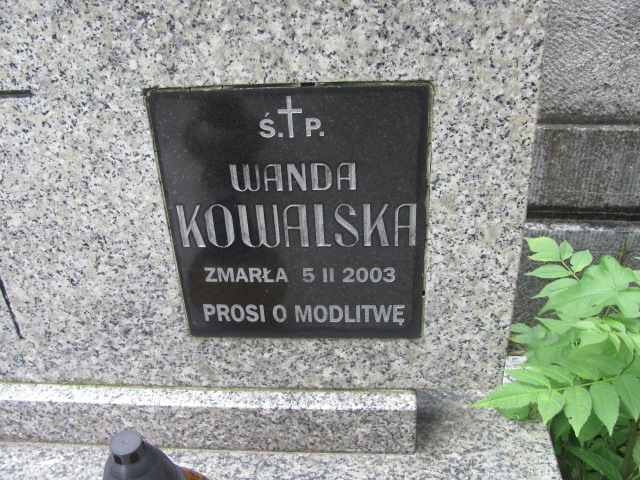 Ś.†P.
WANDA
KOWALSKA
ZMARŁA 5 II 2003
PROSI O MODLITWĘ